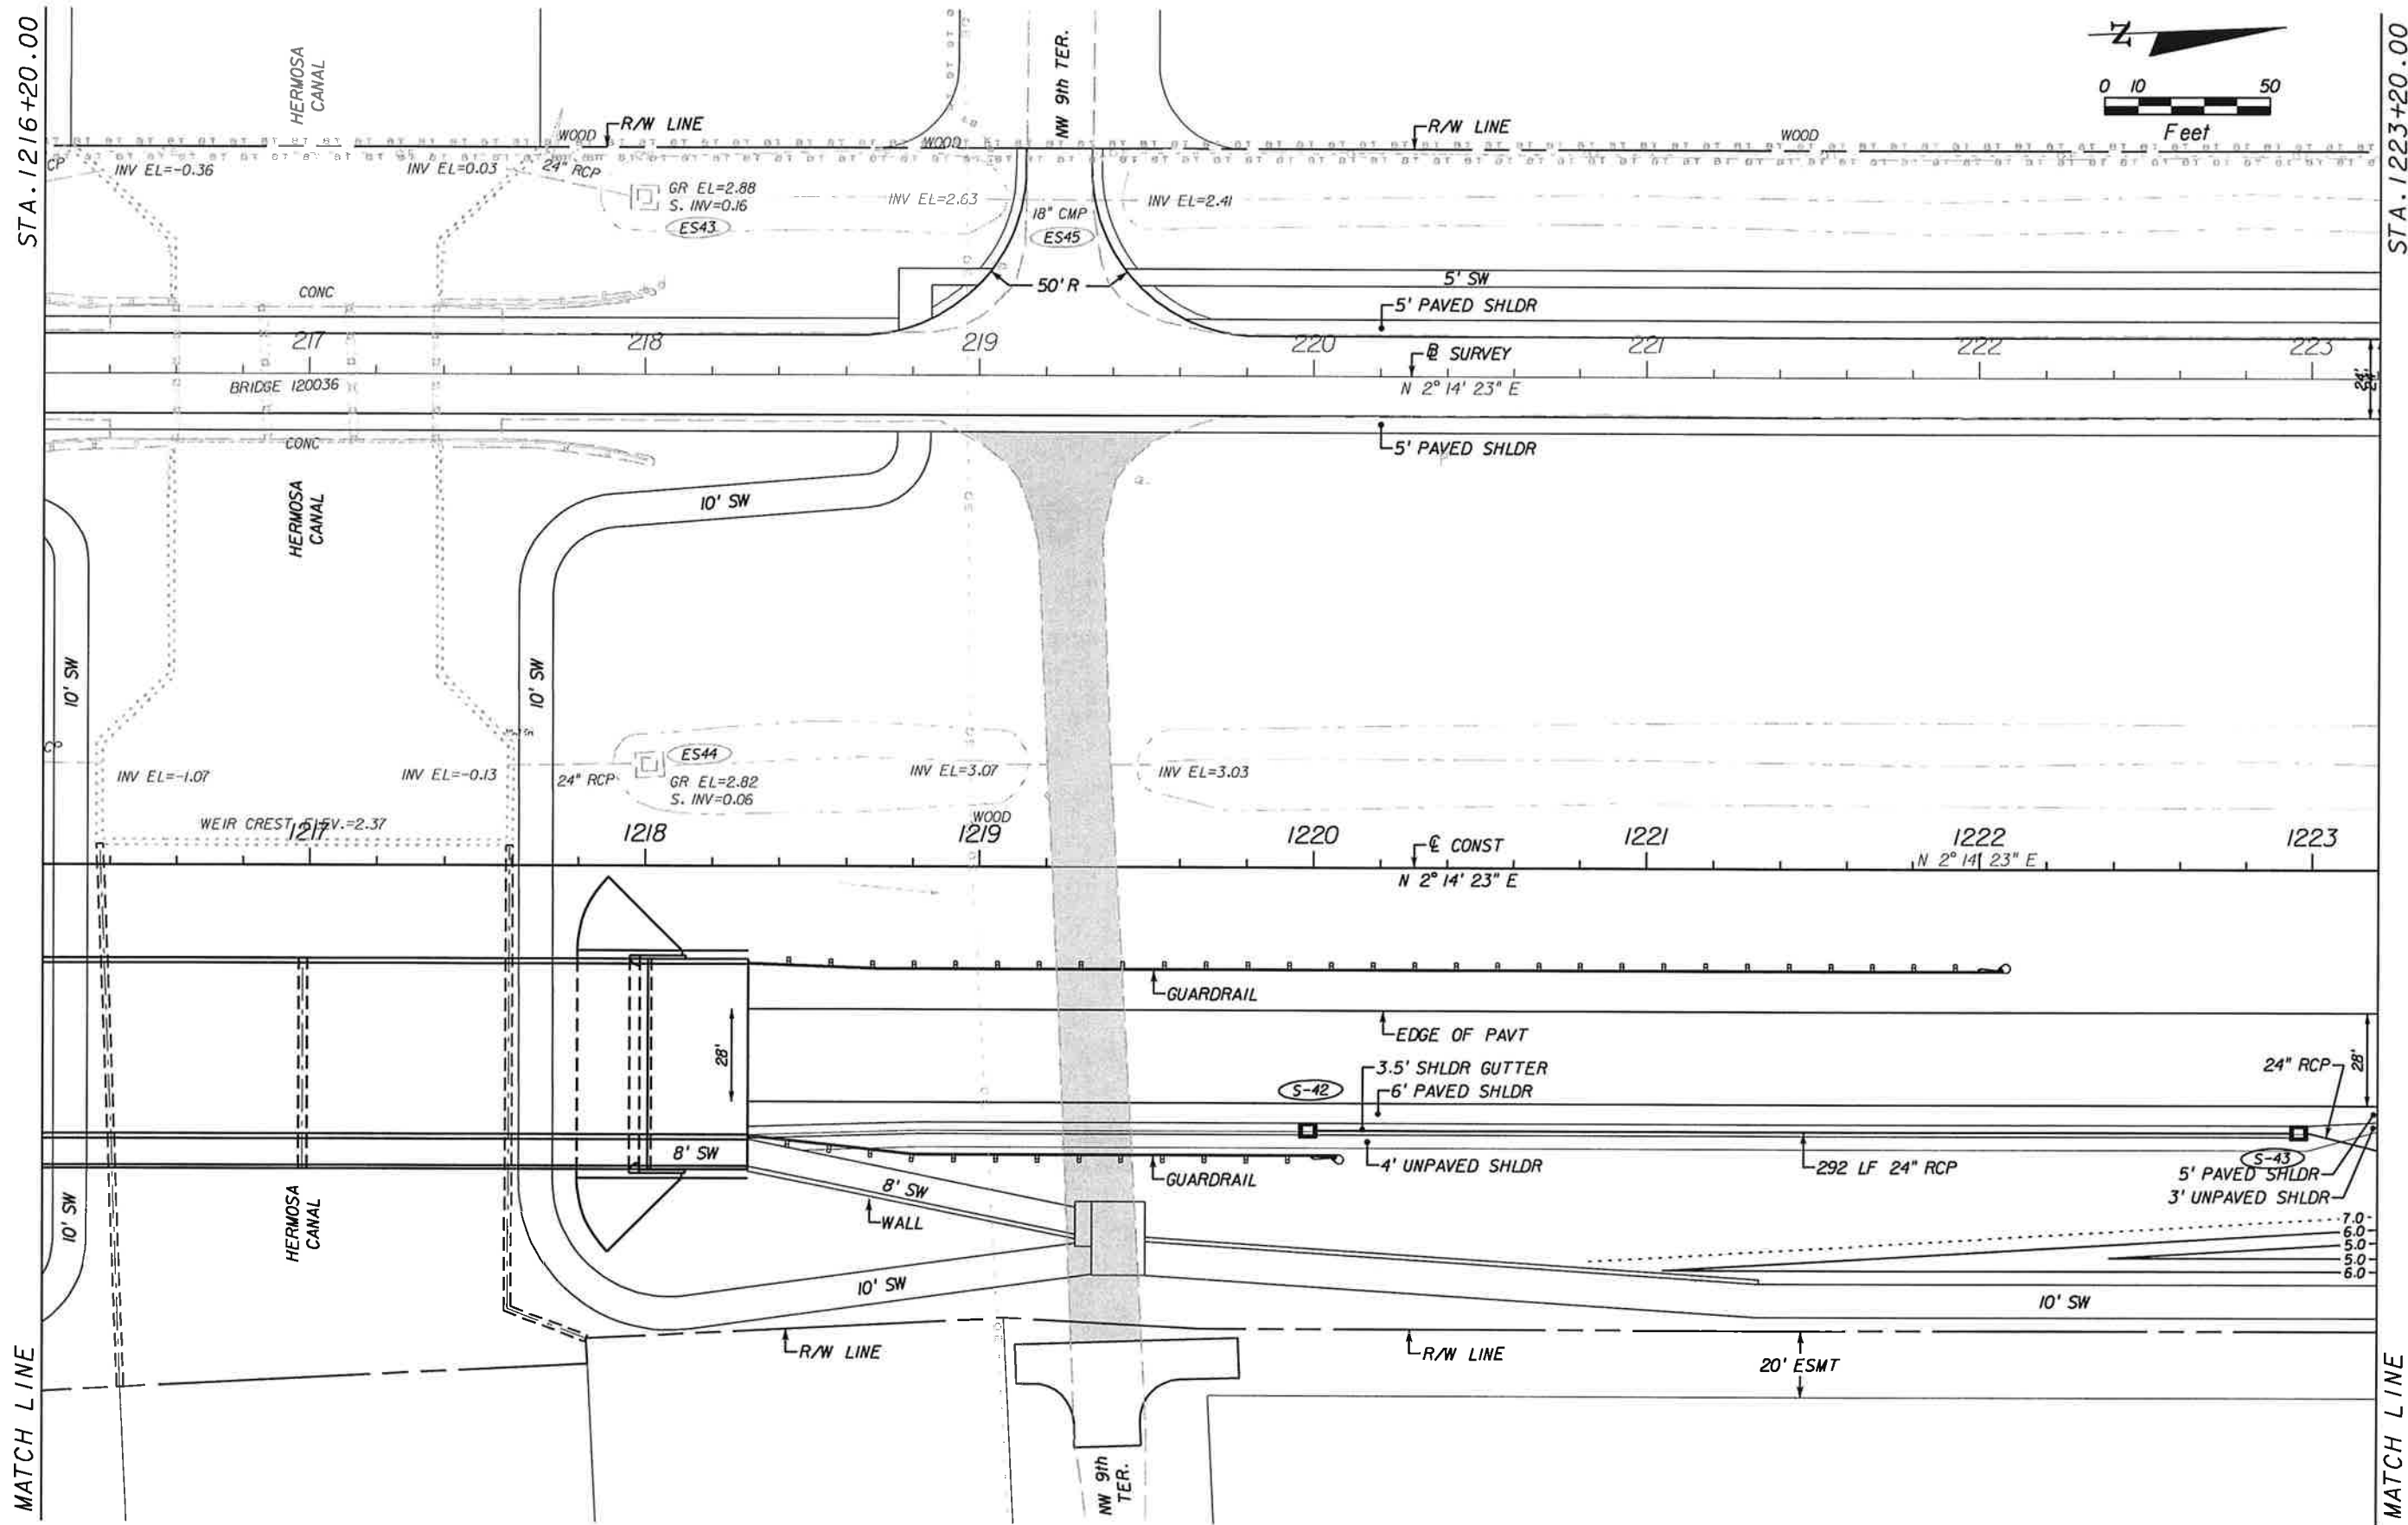 STA. 1216+20.00
STA. 1223+20.00
HERMOSA
CANAL
NW 9th TER.
Z
0 10 50
Feet
WOOD
R/W LINE
WOOD
R/W LINE
WOOD
CP
INV EL=-0.36
INV EL=0.03
24" RCP
GR EL=2.88
S. INV=0.16
ES43
INV EL=2.63
18" CMP
ES45
INV EL=2.41
50' R
5' SW
5' PAVED SHLDR
CONC
217
218
219
220
221
222
223
BRIDGE 120036
B SURVEY
N 2° 14' 23" E
24'
CONC
5' PAVED SHLDR
HERMOSA
CANAL
10' SW
10' SW
10' SW
CP
INV EL=-1.07
INV EL=-0.13
24" RCP
ES44
GR EL=2.82
S. INV=0.06
INV EL=3.07
INV EL=3.03
WOOD
WEIR CREST ELEV.=2.37
1217
1218
1219
1220
1221
1222
1223
℄ CONST
N 2° 14' 23" E
N 2° 14' 23" E
GUARDRAIL
EDGE OF PAVT
28'
3.5' SHLDR GUTTER
S-42
6' PAVED SHLDR
24" RCP
28'
8' SW
4' UNPAVED SHLDR
292 LF 24" RCP
S-43
5' PAVED SHLDR
3' UNPAVED SHLDR
GUARDRAIL
8' SW
WALL
10' SW
HERMOSA
CANAL
7.0
6.0
5.0
5.0
6.0
10' SW
10' SW
R/W LINE
R/W LINE
20' ESMT
NW 9th
TER.
MATCH LINE
MATCH LINE